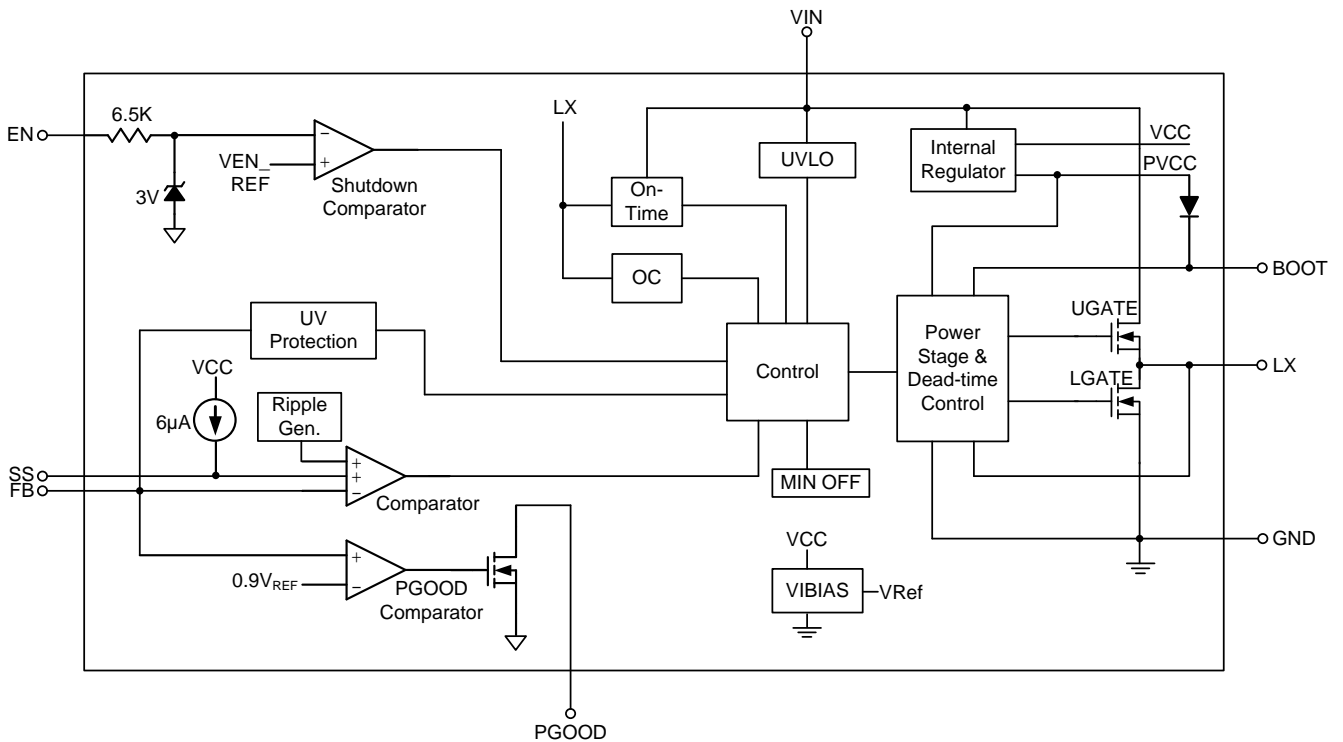 VIN
EN
6.5K
3V
VEN_
REF
−
+
Shutdown
Comparator
LX
On-
Time
OC
UVLO
Internal
Regulator
VCC
PVCC
BOOT
UV
Protection
VCC
6µA
Ripple
Gen.
Control
Power
Stage &
Dead-time
Control
UGATE
LGATE
LX
SS
FB
+
+
−
Comparator
MIN OFF
+
−
0.9VREF
PGOOD
Comparator
VCC
VIBIAS
VRef
GND
PGOOD